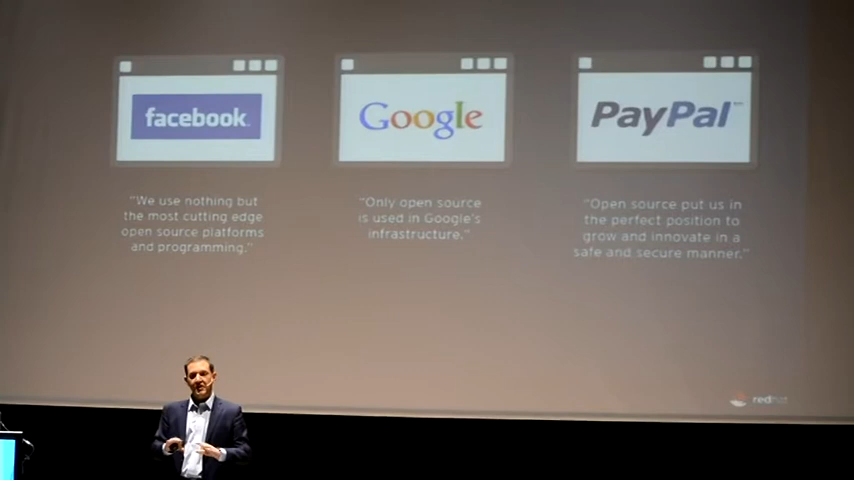 facebook
"We use nothing but
the most cutting edge
open source platforms
and programming."
Google
"Only open source
is used in Google's
infrastructure."
PayPal
"Open source put us in
the perfect position to
grow and innovate in a
safe and secure manner."
redhat